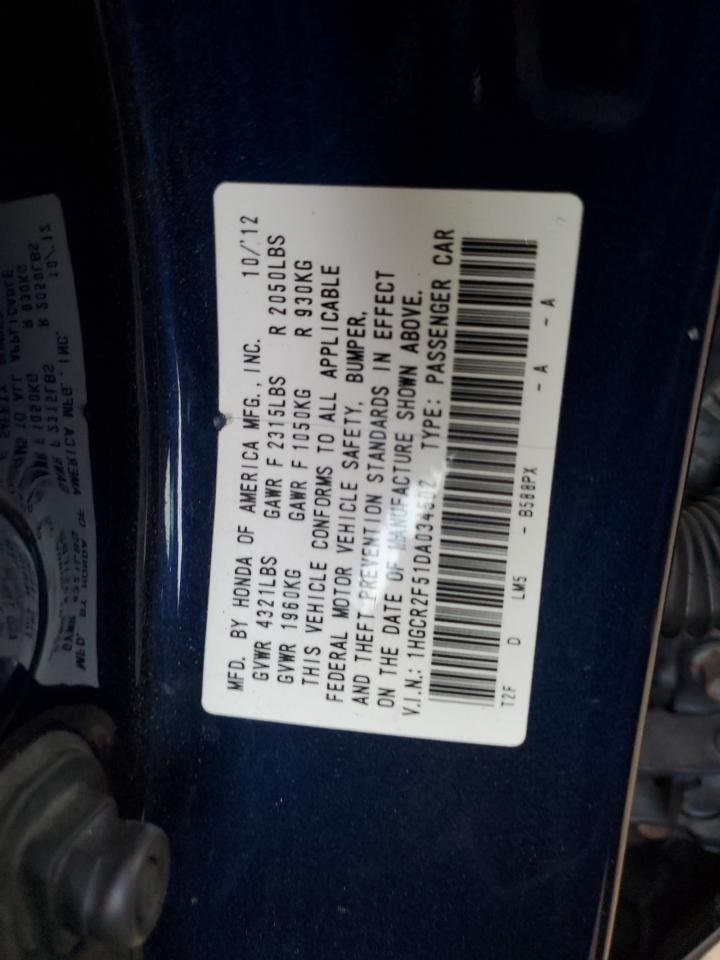 MFD. BY HONDA OF AMERICA MFG., INC. 10/'12
GVWR 4321LBS GAWR F 2315LBS R 2050LBS
GVWR 1960KG GAWR F 1050KG R 930KG
THIS VEHICLE CONFORMS TO ALL APPLICABLE
FEDERAL MOTOR VEHICLE SAFETY, BUMPER,
AND THEFT PREVENTION STANDARDS IN EFFECT
ON THE DATE OF MANUFACTURE SHOWN ABOVE.
V.I.N.: 1HGCR2F51DA034502 TYPE: PASSENGER CAR
T2F D LM5 - B588PX - A - A